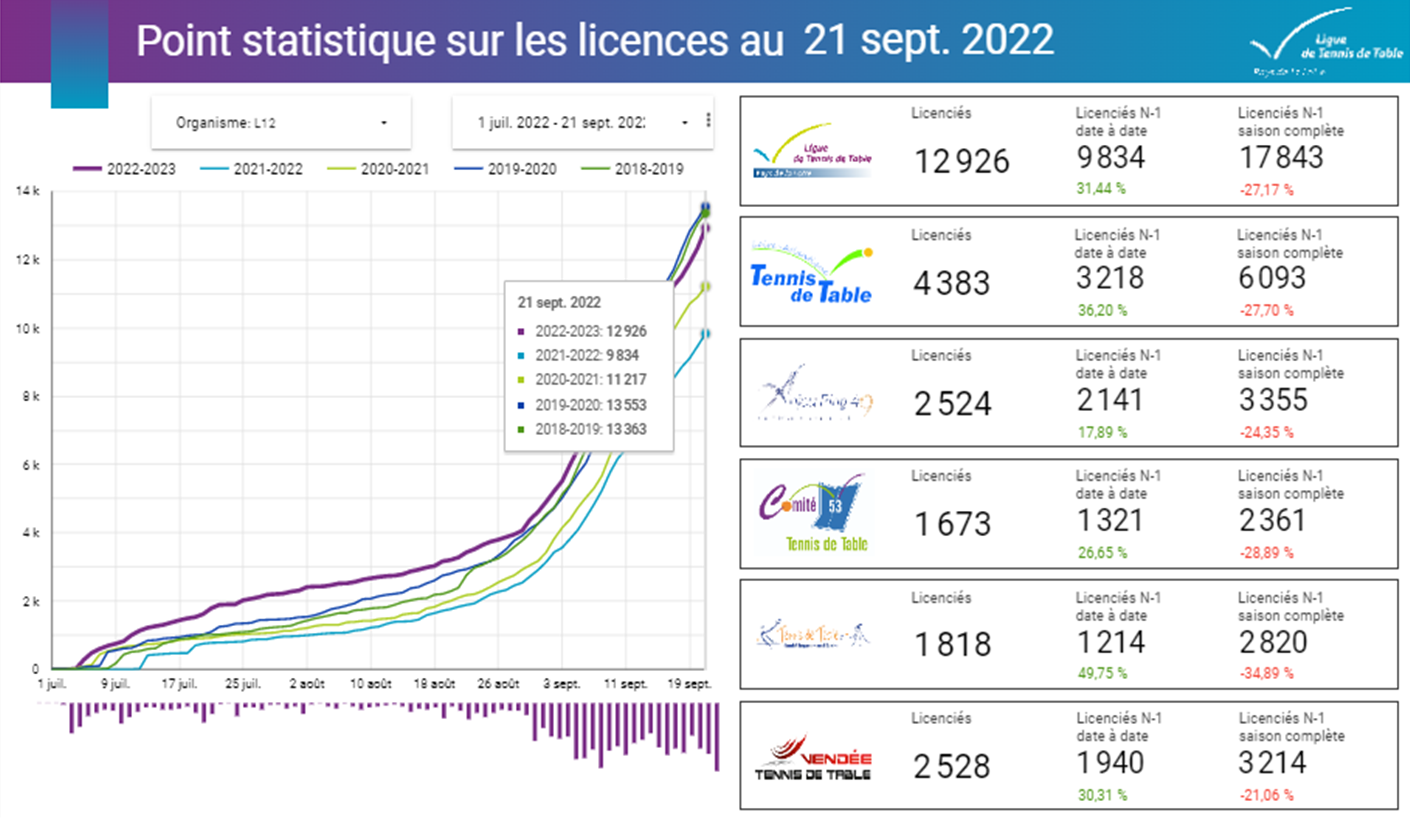 Point statistique sur les licences au 21 sept. 2022
Ligue
de Tennis de Table
Pays de la Loire
Organisme: L12
1 juil. 2022 - 21 sept. 202
2022-2023 2021-2022 2020-2021 2019-2020 2018-2019
14 k
12 k
10 k
8 k
6 k
4 k
2 k
0
21 sept. 2022
2022-2023: 12 926
2021-2022: 9 834
2020-2021: 11 217
2019-2020: 13 553
2018-2019: 13 363
1 juil. 9 juil. 17 juil. 25 juil. 2 août 10 août 18 août 26 août 3 sept. 11 sept. 19 sept.
Ligue
de Tennis de Table
Pays de la Loire
Licenciés
12 926
Licenciés N-1
date à date
9 834
31,44 %
Licenciés N-1
saison complète
17 843
-27,17 %
Tennis
de Table
Licenciés
4 383
Licenciés N-1
date à date
3 218
36,20 %
Licenciés N-1
saison complète
6 093
-27,70 %
Licenciés
2 524
Licenciés N-1
date à date
2 141
17,89 %
Licenciés N-1
saison complète
3 355
-24,35 %
Comité 53
Tennis de Table
Licenciés
1 673
Licenciés N-1
date à date
1 321
26,65 %
Licenciés N-1
saison complète
2 361
-28,89 %
Tennis de Table
Licenciés
1 818
Licenciés N-1
date à date
1 214
49,75 %
Licenciés N-1
saison complète
2 820
-34,89 %
VENDÉE
TENNIS DE TABLE
Licenciés
2 528
Licenciés N-1
date à date
1 940
30,31 %
Licenciés N-1
saison complète
3 214
-21,06 %